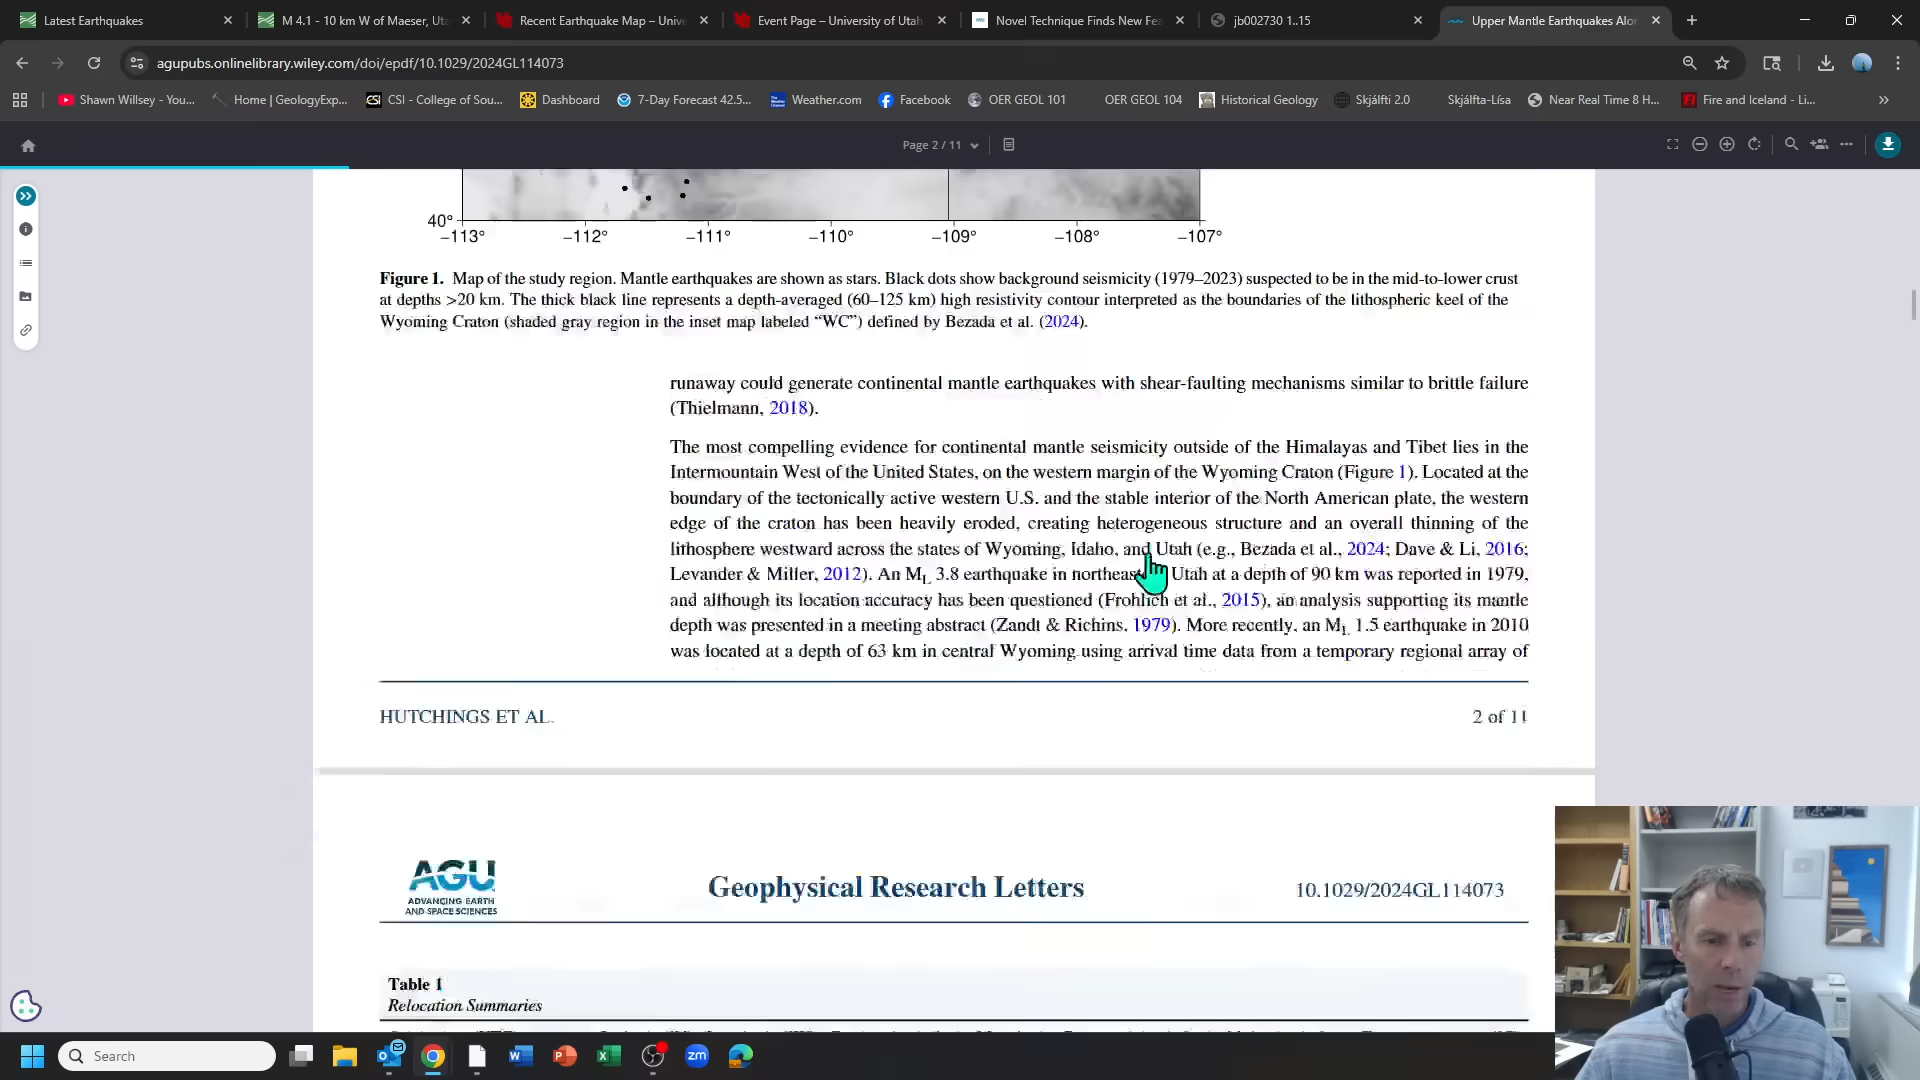 Latest Earthquakes
M 4.1 - 10 km W of Maeser, Uta
Recent Earthquake Map – Unive
Event Page – University of Utah
Novel Technique Finds New Fea
jb002730 1..15
Upper Mantle Earthquakes Alon
agupubs.onlinelibrary.wiley.com/doi/epdf/10.1029/2024GL114073
Shawn Willsey - You...
Home | GeologyExp...
CSI - College of Sou...
Dashboard
7-Day Forecast 42.5...
Weather.com
Facebook
OER GEOL 101
OER GEOL 104
Historical Geology
Skjálfti 2.0
Skjálfta-Lísa
Near Real Time 8 H...
Fire and Iceland - Li...
Page 2 / 11
40°
−113° −112° −111° −110° −109° −108° −107°
Figure 1. Map of the study region. Mantle earthquakes are shown as stars. Black dots show background seismicity (1979–2023) suspected to be in the mid-to-lower crust
at depths >20 km. The thick black line represents a depth-averaged (60–125 km) high resistivity contour interpreted as the boundaries of the lithospheric keel of the
Wyoming Craton (shaded gray region in the inset map labeled “WC”) defined by Bezada et al. (2024).
runaway could generate continental mantle earthquakes with shear-faulting mechanisms similar to brittle failure
(Thielmann, 2018).
The most compelling evidence for continental mantle seismicity outside of the Himalayas and Tibet lies in the
Intermountain West of the United States, on the western margin of the Wyoming Craton (Figure 1). Located at the
boundary of the tectonically active western U.S. and the stable interior of the North American plate, the western
edge of the craton has been heavily eroded, creating heterogeneous structure and an overall thinning of the
lithosphere westward across the states of Wyoming, Idaho, and Utah (e.g., Bezada et al., 2024; Dave & Li, 2016;
Levander & Miller, 2012). An ML 3.8 earthquake in northeast Utah at a depth of 90 km was reported in 1979,
and although its location accuracy has been questioned (Frohlich et al., 2015), an analysis supporting its mantle
depth was presented in a meeting abstract (Zandt & Richins, 1979). More recently, an ML 1.5 earthquake in 2010
was located at a depth of 63 km in central Wyoming using arrival time data from a temporary regional array of
HUTCHINGS ET AL.
2 of 11
AGU
ADVANCING EARTH
AND SPACE SCIENCES
Geophysical Research Letters
10.1029/2024GL114073
Table 1
Relocation Summaries
Search